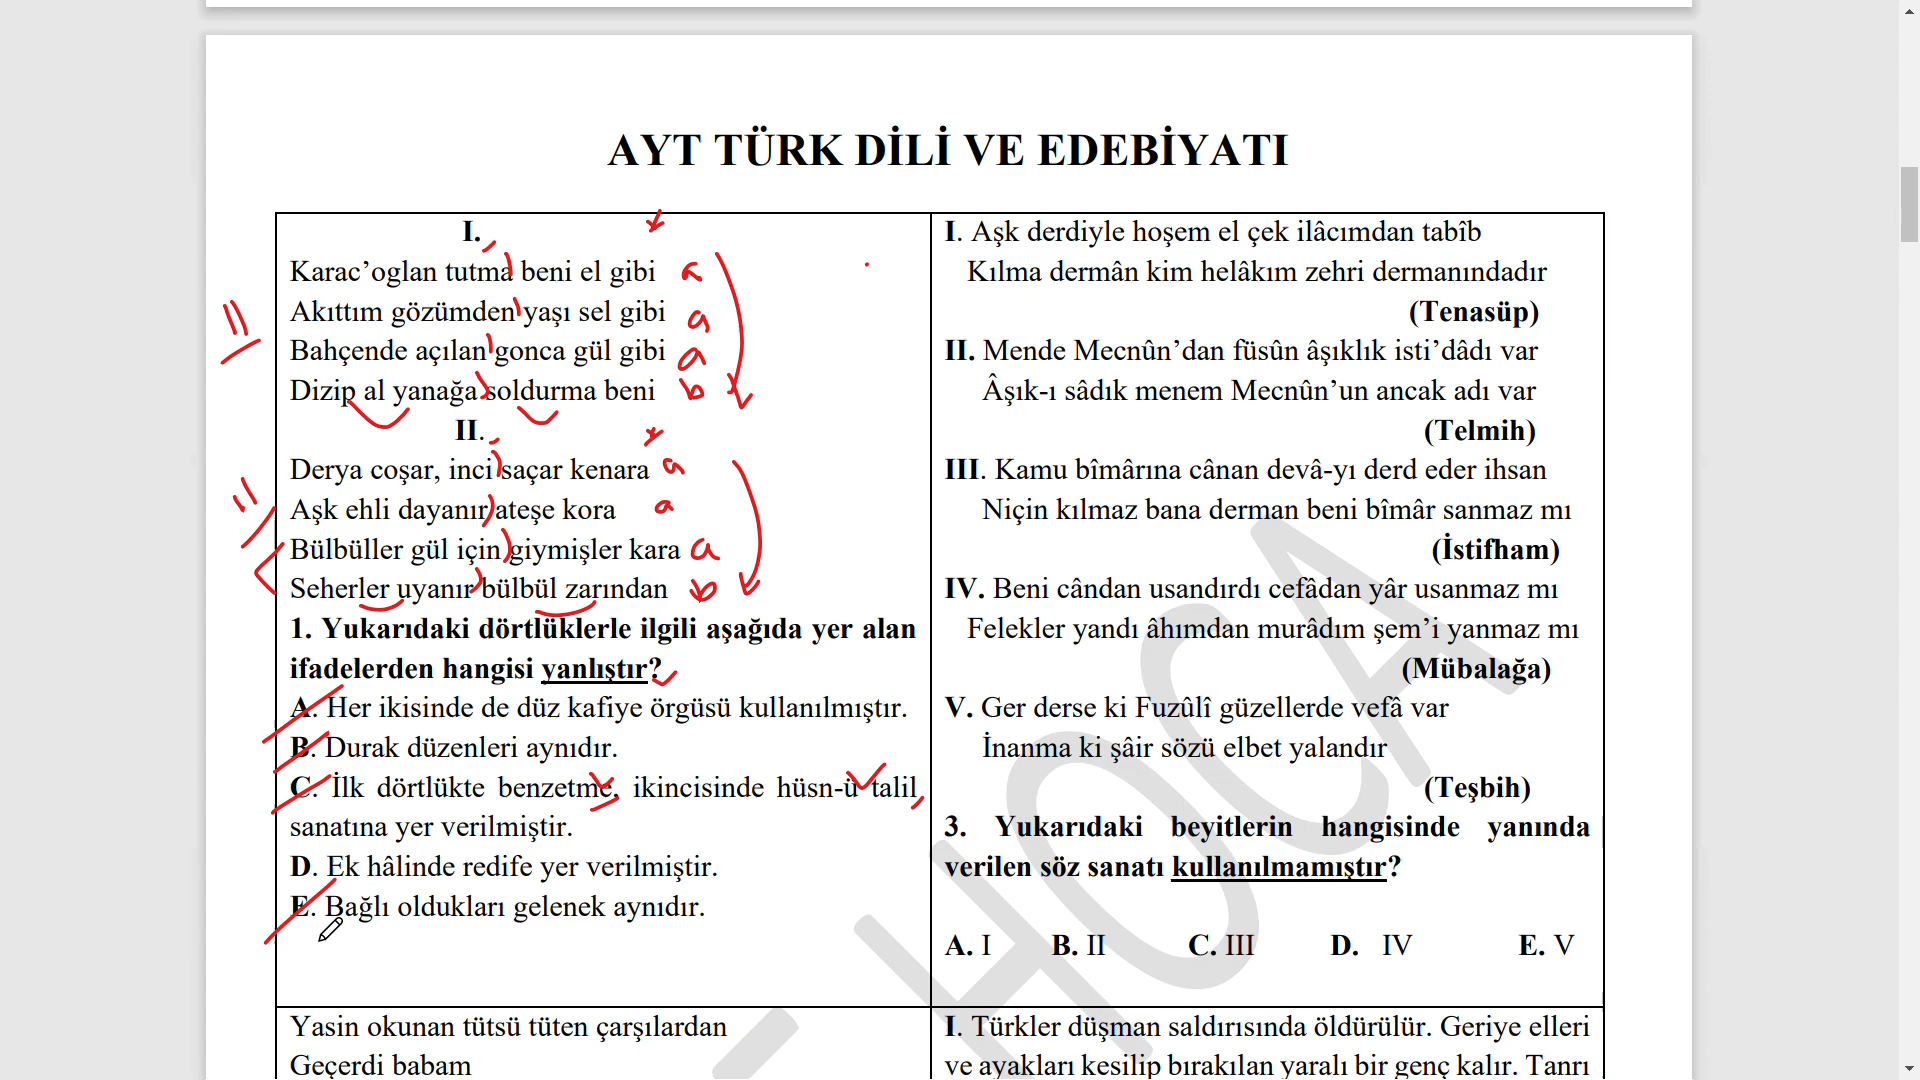 AYT TÜRK DİLİ VE EDEBİYATI
I.
Karac’oglan tutma beni el gibi a
Akıttım gözümden yaşı sel gibi a
Bahçende açılan gonca gül gibi a
Dizip al yanağa soldurma beni b
11
II.
Derya coşar, inci saçar kenara a
Aşk ehli dayanır ateşe kora a
Bülbüller gül için giymişler kara a
Seherler uyanır bülbül zarından b
11
1. Yukarıdaki dörtlüklerle ilgili aşağıda yer alan
ifadelerden hangisi yanlıştır?
A. Her ikisinde de düz kafiye örgüsü kullanılmıştır.
B. Durak düzenleri aynıdır.
C. İlk dörtlükte benzetme, ikincisinde hüsn-ü talil
sanatına yer verilmiştir.
D. Ek hâlinde redife yer verilmiştir.
E. Bağlı oldukları gelenek aynıdır.
Yasin okunan tütsü tüten çarşılardan
Geçerdi babam
I. Aşk derdiyle hoşem el çek ilâcımdan tabîb
Kılma dermân kim helâkım zehri dermanındadır
(Tenasüp)
II. Mende Mecnûn’dan füsûn âşıklık isti’dâdı var
Âşık-ı sâdık menem Mecnûn’un ancak adı var
(Telmih)
III. Kamu bîmârına cânan devâ-yı derd eder ihsan
Niçin kılmaz bana derman beni bîmâr sanmaz mı
(İstifham)
IV. Beni cândan usandırdı cefâdan yâr usanmaz mı
Felekler yandı âhımdan murâdım şem’i yanmaz mı
(Mübalağa)
V. Ger derse ki Fuzûlî güzellerde vefâ var
İnanma ki şâir sözü elbet yalandır
(Teşbih)
3. Yukarıdaki beyitlerin hangisinde yanında
verilen söz sanatı kullanılmamıştır?
A. I B. II C. III D. IV E. V
I. Türkler düşman saldırısında öldürülür. Geriye elleri
ve ayakları kesilip bırakılan yaralı bir genç kalır. Tanrı
HOCA